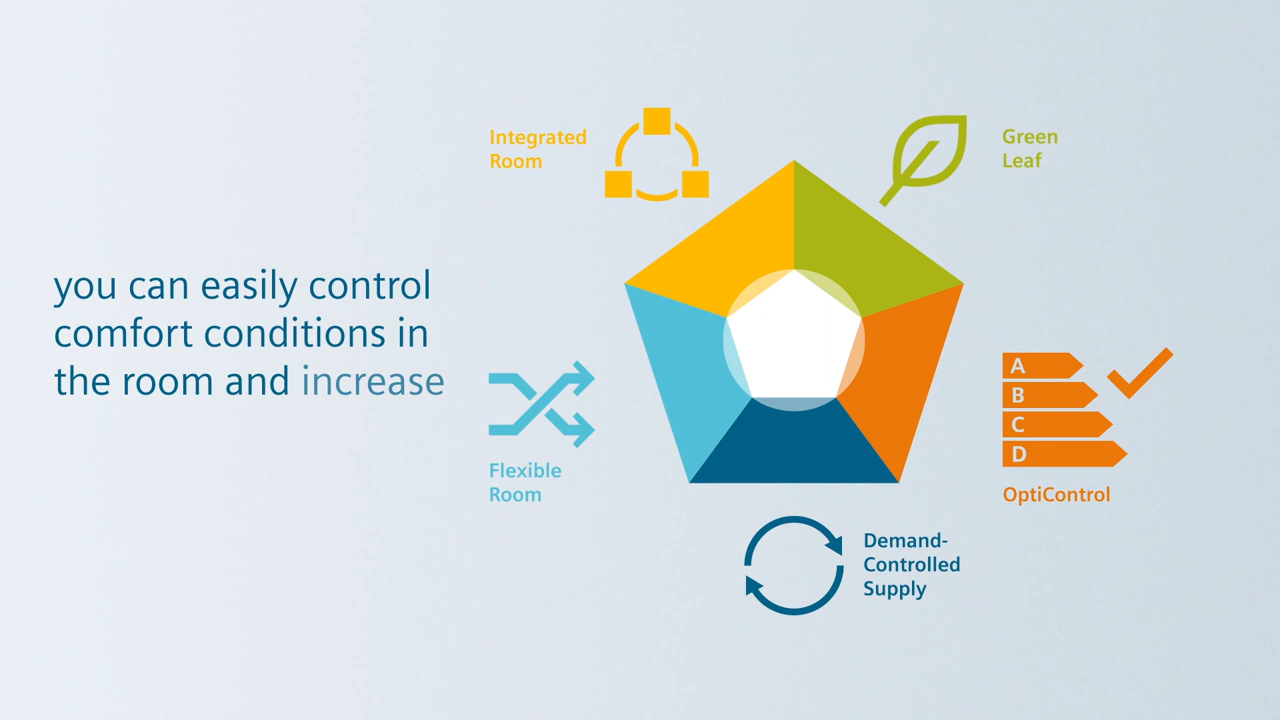 you can easily control
comfort conditions in
the room and increase
Integrated
Room
Green
Leaf
Flexible
Room
A
B
C
D
OptiControl
Demand-
Controlled
Supply